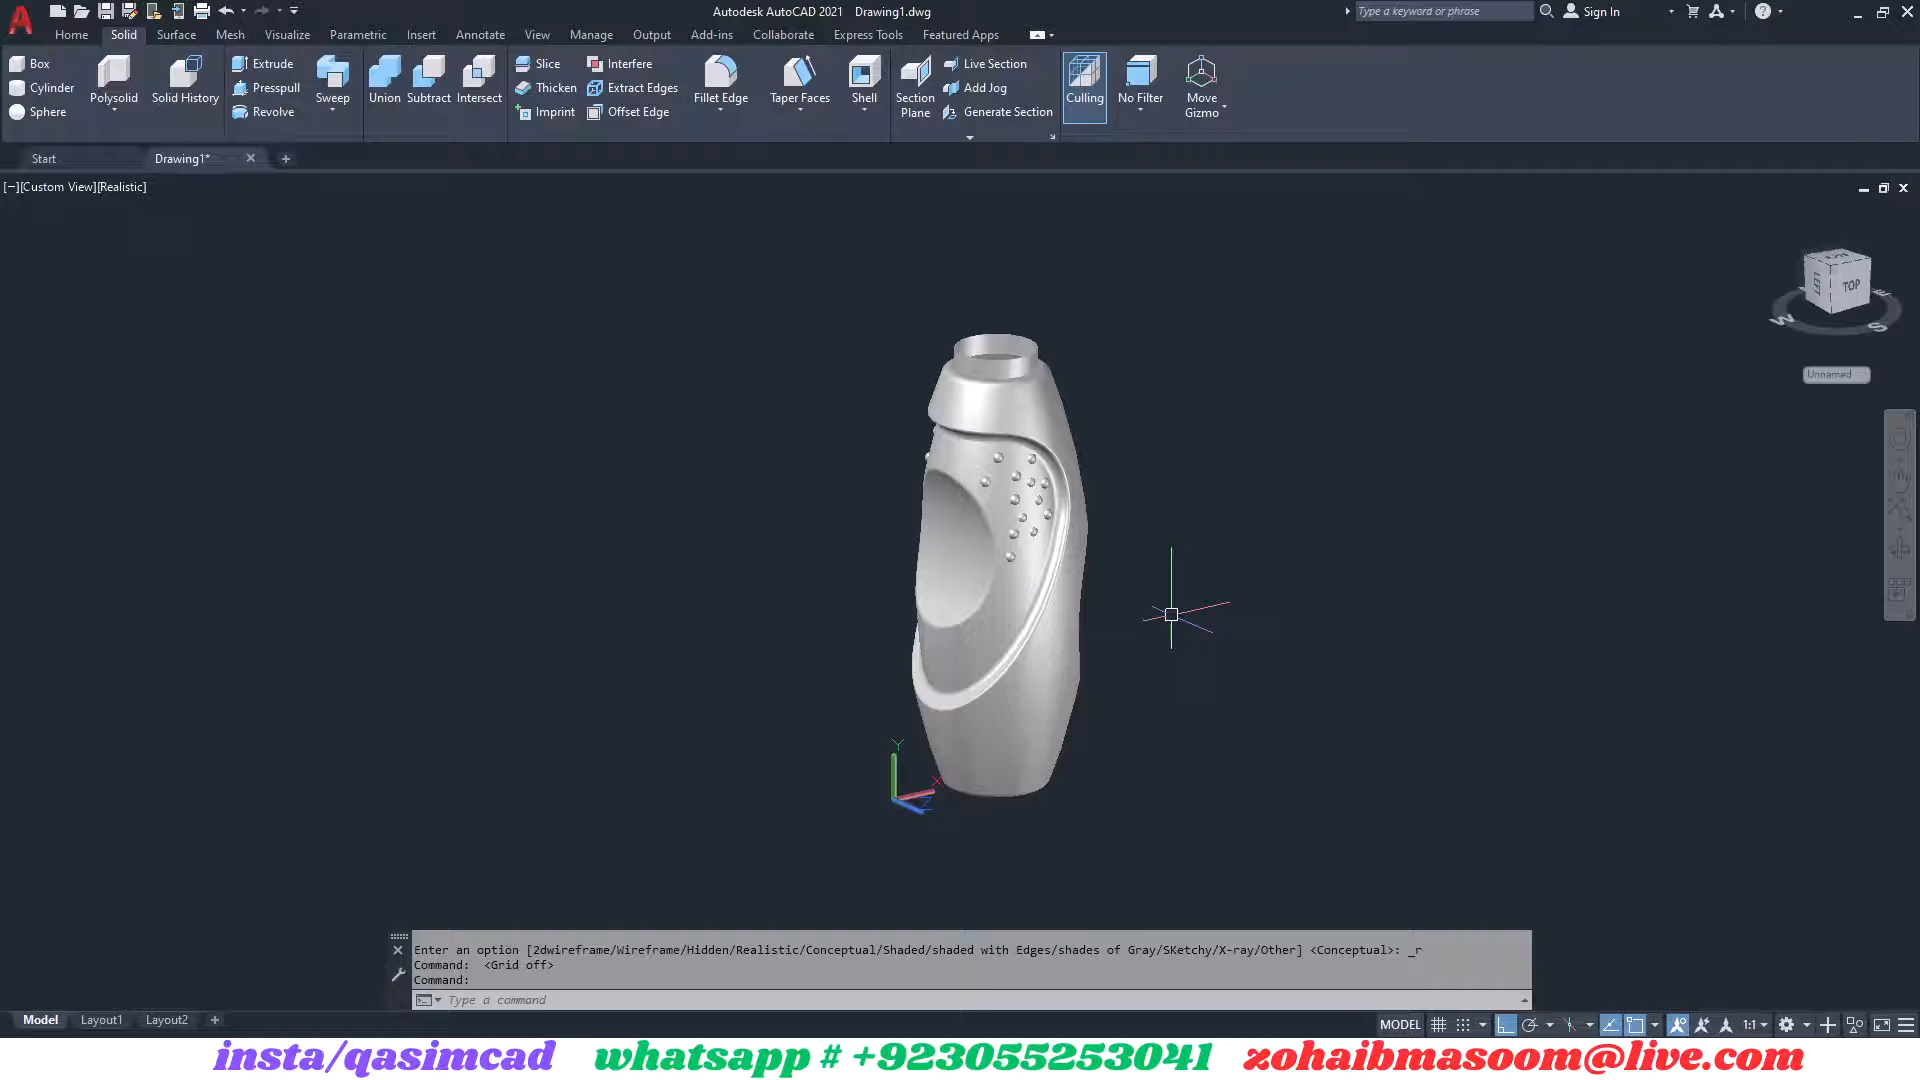 Autodesk AutoCAD 2021 Drawing1.dwg
Type a keyword or phrase
Sign In
Home Solid Surface Mesh Visualize Parametric Insert Annotate View Manage Output Add-ins Collaborate Express Tools Featured Apps
Box
Cylinder
Sphere
Polysolid
Solid History
Extrude
Presspull
Revolve
Sweep
Union
Subtract
Intersect
Slice
Thicken
Imprint
Interfere
Extract Edges
Offset Edge
Fillet Edge
Taper Faces
Shell
Section
Plane
Live Section
Add Jog
Generate Section
Culling
No Filter
Move
Gizmo
Start
Drawing1*
[−][Custom View][Realistic]
LEFT
TOP
W
S
E
Unnamed
Y
X
Z
Enter an option [2dwireframe/Wireframe/Hidden/Realistic/Conceptual/Shaded/shaded with Edges/shades of Gray/SKetchy/X-ray/Other] <Conceptual>: _r
Command: <Grid off>
Command:
Type a command
Model Layout1 Layout2
MODEL
1:1
insta/qasimcad whatsapp # +923055253041 zohaibmasoom@live.com